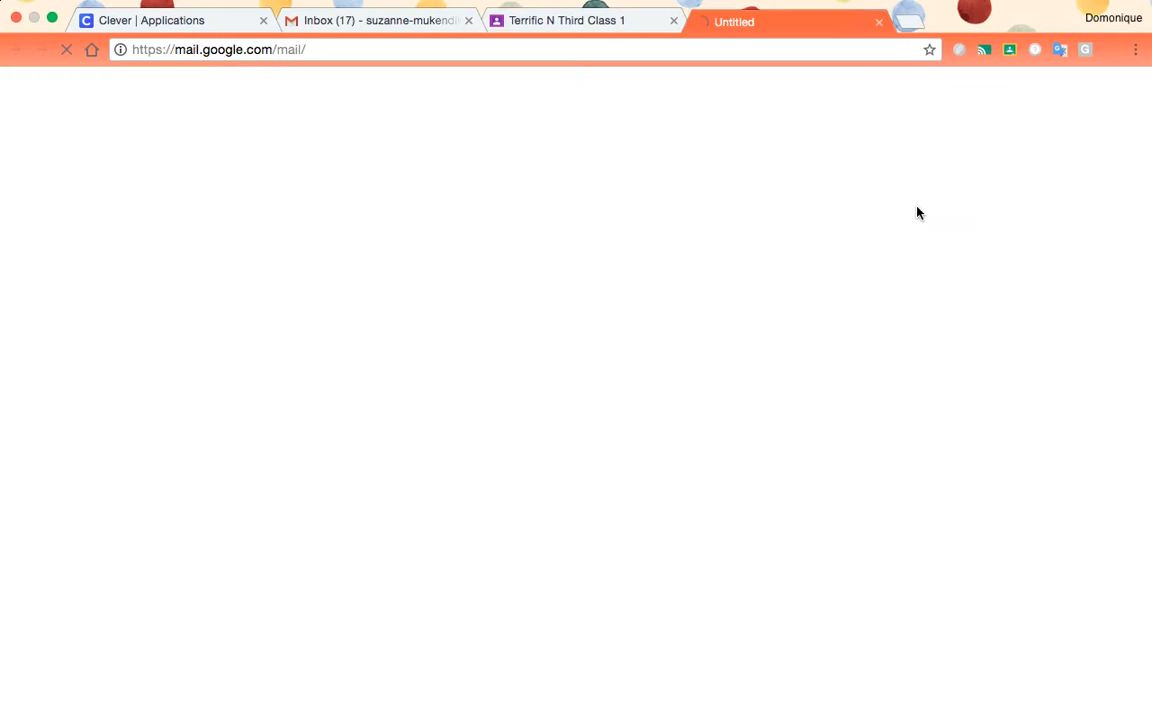 Clever | Applications
Inbox (17) - suzanne-mukendi
Terrific N Third Class 1
Untitled
Domonique
https://mail.google.com/mail/